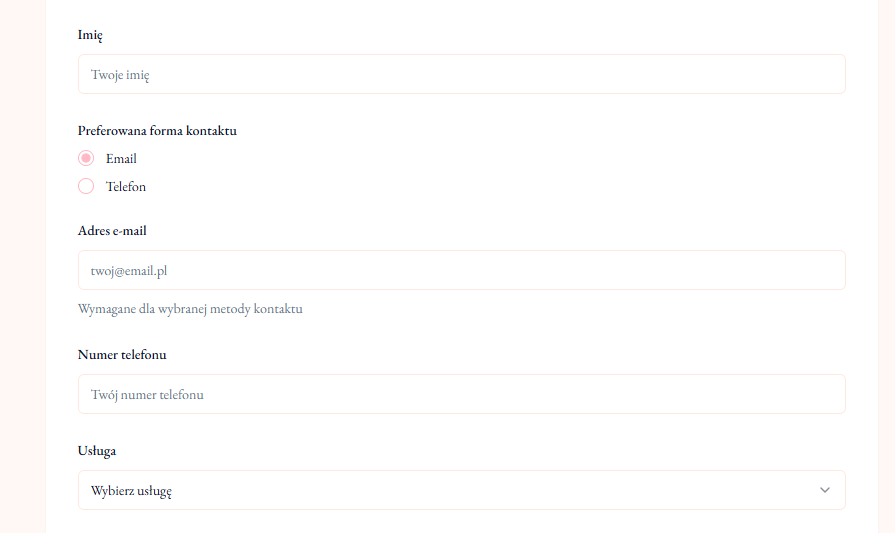 Imię
Twoje imię
Preferowana forma kontaktu
Email
Telefon
Adres e-mail
twoj@email.pl
Wymagane dla wybranej metody kontaktu
Numer telefonu
Twój numer telefonu
Usługa
Wybierz usługę